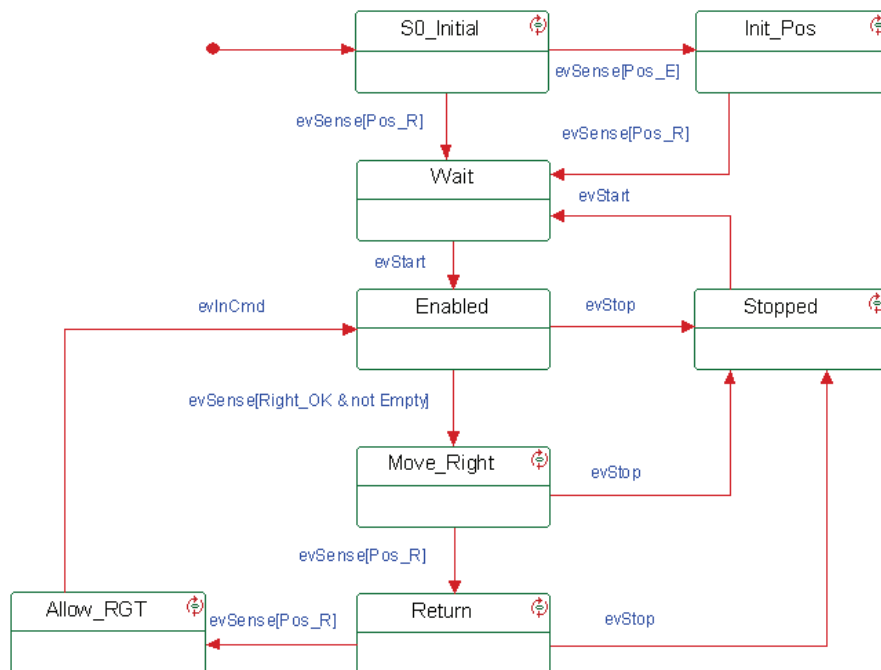 S0_Initial
Init_Pos
evSense[Pos_E]
evSense[Pos_R]
evSense[Pos_R]
Wait
evStart
evStart
evInCmd
Enabled
evStop
Stopped
evSense[Right_OK & not Empty]
Move_Right
evStop
evSense[Pos_R]
Allow_RGT
evSense[Pos_R]
Return
evStop